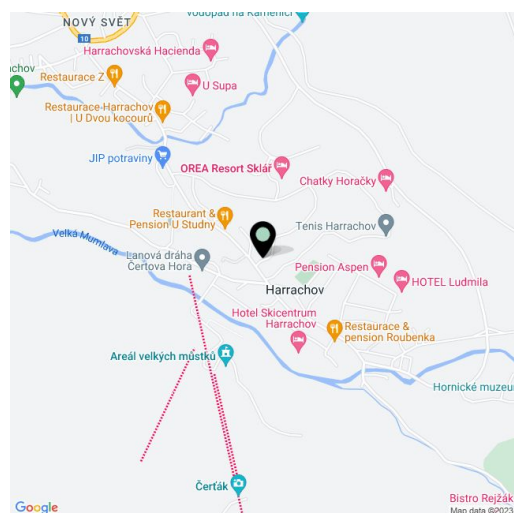 Vodopád na Kamenici
NOVÝ SVĚT
10
Harrachovská Hacienda
Restaurace Z
achov
U Supa
Restaurace Harrachov
| U Dvou kocourů
JIP potraviny
OREA Resort Sklář
Chatky Horačky
Restaurant &
Pension U Studny
Tenis Harrachov
Velká Mumlava
Lanová dráha
Čertova Hora
Pension Aspen
HOTEL Ludmila
Harrachov
Hotel Skicentrum
Harrachov
Restaurace &
pension Roubenka
Areál velkých můstků
Hornické muzeu
Čerťák
Bistro Rejžák
Google
Map data ©2023